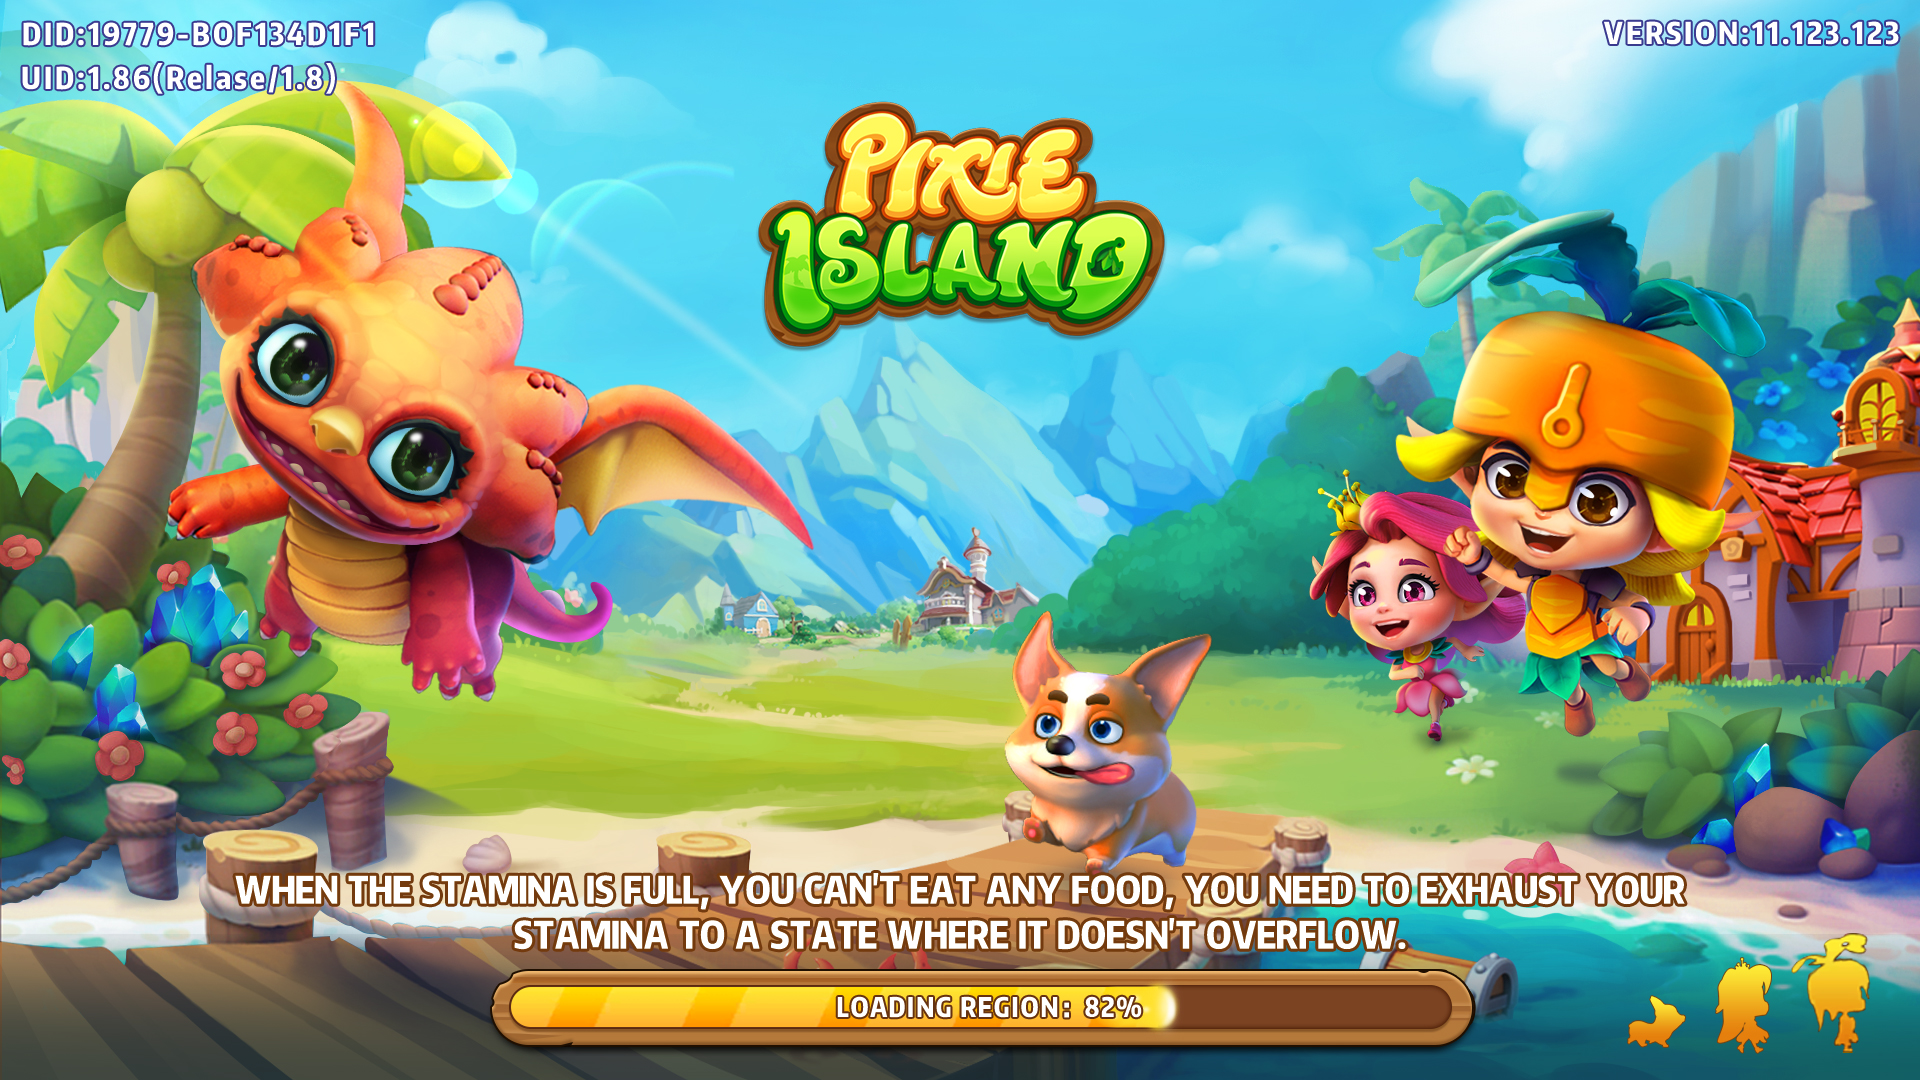 DID:19779-BOF134D1F1
VERSION:11.123.123
UID:1.86(Relase/1.8)
PIXIE
ISLAND
WHEN THE STAMINA IS FULL, YOU CAN'T EAT ANY FOOD, YOU NEED TO EXHAUST YOUR
STAMINA TO A STATE WHERE IT DOESN'T OVERFLOW.
LOADING REGION: 82%